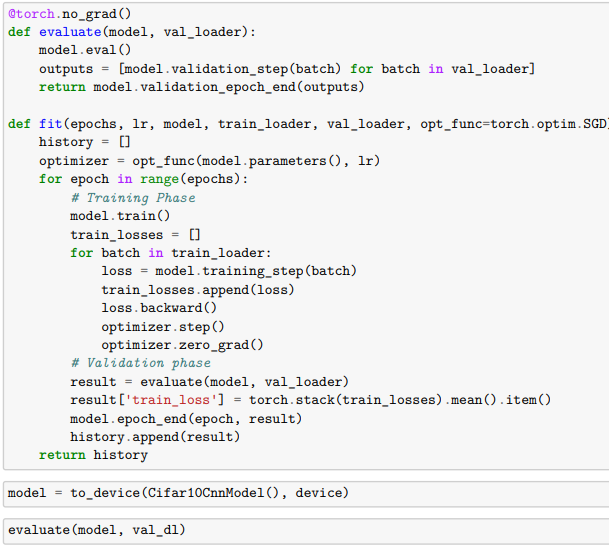 @torch.no_grad()
def evaluate(model, val_loader):
    model.eval()
    outputs = [model.validation_step(batch) for batch in val_loader]
    return model.validation_epoch_end(outputs)

def fit(epochs, lr, model, train_loader, val_loader, opt_func=torch.optim.SGD)
    history = []
    optimizer = opt_func(model.parameters(), lr)
    for epoch in range(epochs):
        # Training Phase
        model.train()
        train_losses = []
        for batch in train_loader:
            loss = model.training_step(batch)
            train_losses.append(loss)
            loss.backward()
            optimizer.step()
            optimizer.zero_grad()
        # Validation phase
        result = evaluate(model, val_loader)
        result['train_loss'] = torch.stack(train_losses).mean().item()
        model.epoch_end(epoch, result)
        history.append(result)
    return history

model = to_device(Cifar10CnnModel(), device)

evaluate(model, val_dl)